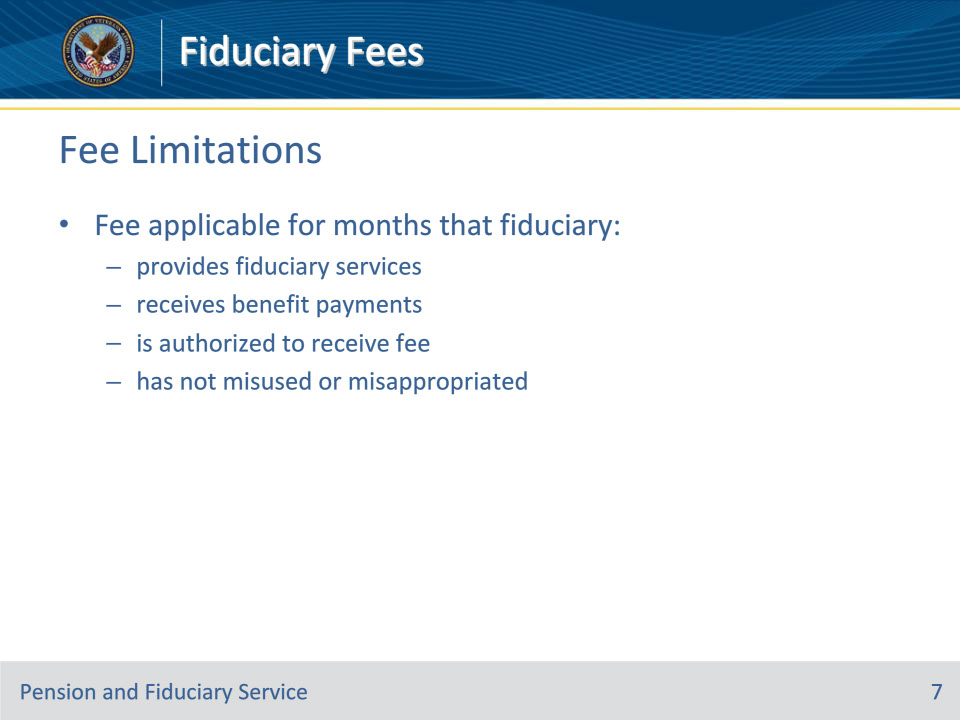 Fiduciary Fees
Fee Limitations
• Fee applicable for months that fiduciary:
– provides fiduciary services
– receives benefit payments
– is authorized to receive fee
– has not misused or misappropriated
Pension and Fiduciary Service
7